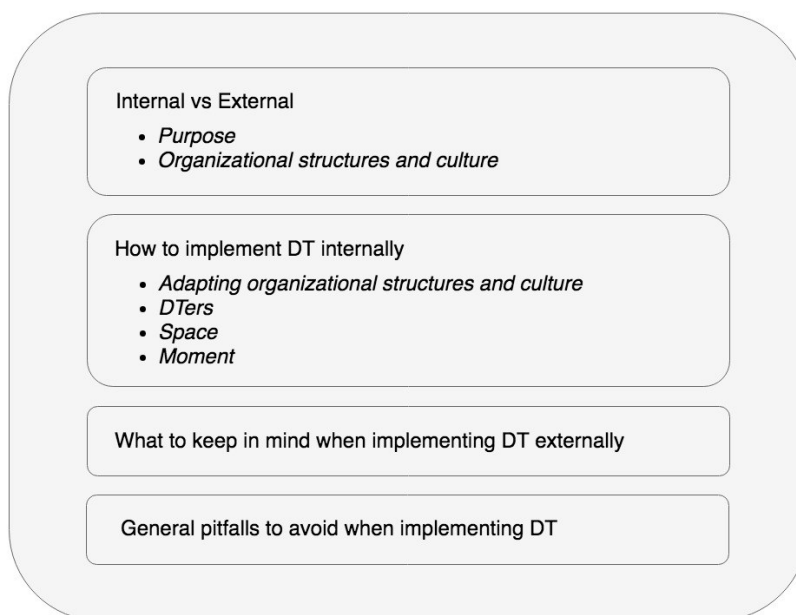 Internal vs External
• Purpose
• Organizational structures and culture
How to implement DT internally
• Adapting organizational structures and culture
• DTers
• Space
• Moment
What to keep in mind when implementing DT externally
General pitfalls to avoid when implementing DT